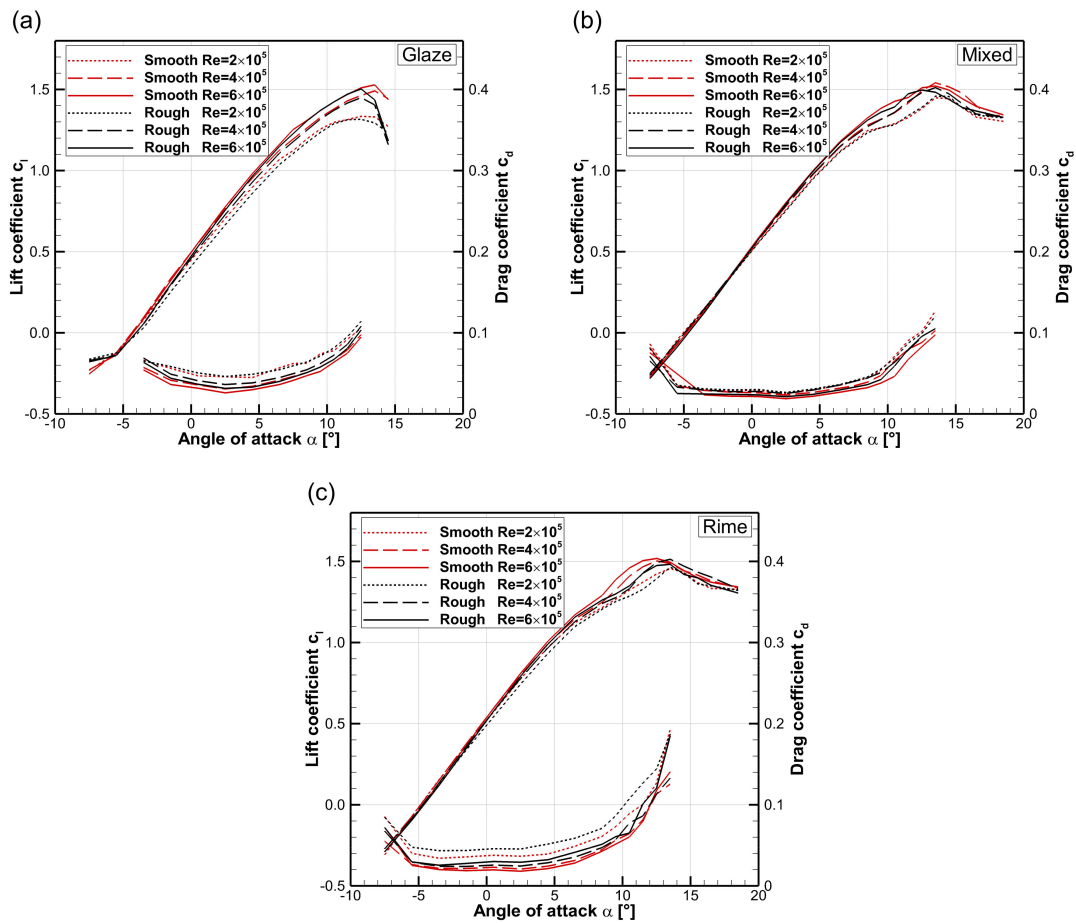 (a)
Glaze
Smooth Re=2×10⁵
Smooth Re=4×10⁵
Smooth Re=6×10⁵
Rough Re=2×10⁵
Rough Re=4×10⁵
Rough Re=6×10⁵
Lift coefficient cₗ
1.5
1.0
0.5
0.0
-0.5
Drag coefficient c_d
0.4
0.3
0.2
0.1
0
-10
-5
0
5
10
15
20
Angle of attack α [°]
(b)
Mixed
Smooth Re=2×10⁵
Smooth Re=4×10⁵
Smooth Re=6×10⁵
Rough Re=2×10⁵
Rough Re=4×10⁵
Rough Re=6×10⁵
Lift coefficient cₗ
1.5
1.0
0.5
0.0
-0.5
Drag coefficient c_d
0.4
0.3
0.2
0.1
0
-10
-5
0
5
10
15
20
Angle of attack α [°]
(c)
Rime
Smooth Re=2×10⁵
Smooth Re=4×10⁵
Smooth Re=6×10⁵
Rough Re=2×10⁵
Rough Re=4×10⁵
Rough Re=6×10⁵
Lift coefficient cₗ
1.5
1.0
0.5
0.0
-0.5
Drag coefficient c_d
0.4
0.3
0.2
0.1
0
-10
-5
0
5
10
15
20
Angle of attack α [°]